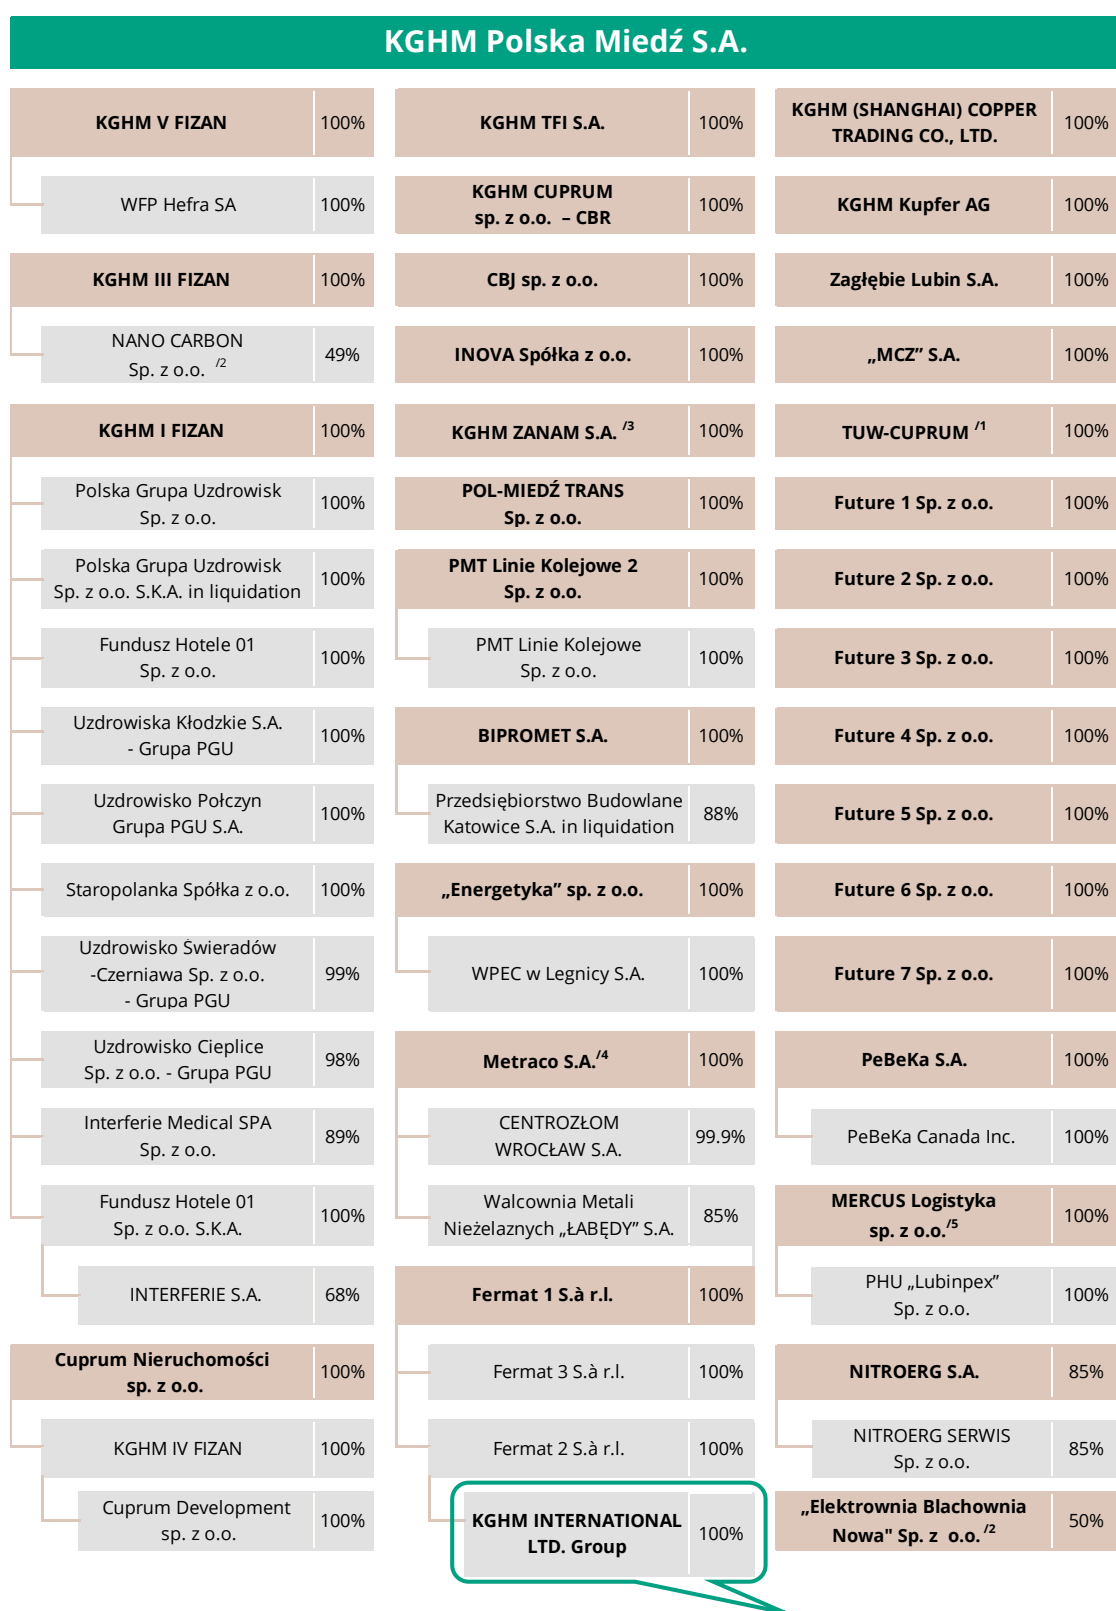 KGHM Polska Miedź S.A.
KGHM V FIZAN 100%
WFP Hefra SA 100%
KGHM III FIZAN 100%
NANO CARBON
Sp. z o.o. /2 49%
KGHM I FIZAN 100%
Polska Grupa Uzdrowisk
Sp. z o.o. 100%
Polska Grupa Uzdrowisk
Sp. z o.o. S.K.A. in liquidation 100%
Fundusz Hotele 01
Sp. z o.o. 100%
Uzdrowiska Kłodzkie S.A.
- Grupa PGU 100%
Uzdrowisko Połczyn
Grupa PGU S.A. 100%
Staropolanka Spółka z o.o. 100%
Uzdrowisko Świeradów
-Czerniawa Sp. z o.o.
- Grupa PGU 99%
Uzdrowisko Cieplice
Sp. z o.o. - Grupa PGU 98%
Interferie Medical SPA
Sp. z o.o. 89%
Fundusz Hotele 01
Sp. z o.o. S.K.A. 100%
INTERFERIE S.A. 68%
Cuprum Nieruchomości
sp. z o.o. 100%
KGHM IV FIZAN 100%
Cuprum Development
sp. z o.o. 100%
KGHM TFI S.A. 100%
KGHM CUPRUM
sp. z o.o. – CBR 100%
CBJ sp. z o.o. 100%
INOVA Spółka z o.o. 100%
KGHM ZANAM S.A. /3 100%
POL-MIEDŹ TRANS
Sp. z o.o. 100%
PMT Linie Kolejowe 2
Sp. z o.o. 100%
PMT Linie Kolejowe
Sp. z o.o. 100%
BIPROMET S.A. 100%
Przedsiębiorstwo Budowlane
Katowice S.A. in liquidation 88%
„Energetyka” sp. z o.o. 100%
WPEC w Legnicy S.A. 100%
Metraco S.A./4 100%
CENTROZŁOM
WROCŁAW S.A. 99.9%
Walcownia Metali
Nieżelaznych „ŁABĘDY” S.A. 85%
Fermat 1 S.à r.l. 100%
Fermat 3 S.à r.l. 100%
Fermat 2 S.à r.l. 100%
KGHM INTERNATIONAL
LTD. Group 100%
KGHM (SHANGHAI) COPPER
TRADING CO., LTD. 100%
KGHM Kupfer AG 100%
Zagłębie Lubin S.A. 100%
„MCZ” S.A. 100%
TUW-CUPRUM /1 100%
Future 1 Sp. z o.o. 100%
Future 2 Sp. z o.o. 100%
Future 3 Sp. z o.o. 100%
Future 4 Sp. z o.o. 100%
Future 5 Sp. z o.o. 100%
Future 6 Sp. z o.o. 100%
Future 7 Sp. z o.o. 100%
PeBeKa S.A. 100%
PeBeKa Canada Inc. 100%
MERCUS Logistyka
sp. z o.o./5 100%
PHU „Lubinpex”
Sp. z o.o. 100%
NITROERG S.A. 85%
NITROERG SERWIS
Sp. z o.o. 85%
„Elektrownia Blachownia
Nowa" Sp. z o.o. /2 50%